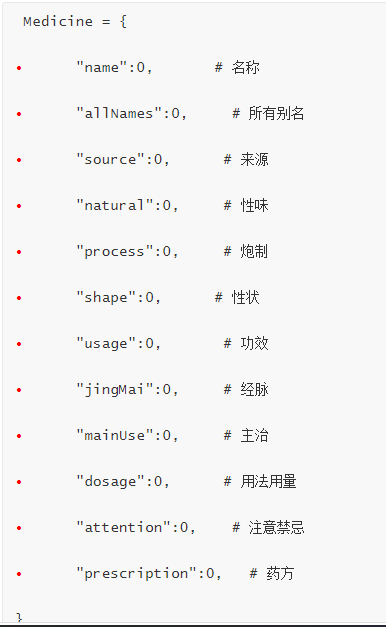 Medicine = {
"name":0, # 名称
"allNames":0, # 所有别名
"source":0, # 来源
"natural":0, # 性味
"process":0, # 炮制
"shape":0, # 性状
"usage":0, # 功效
"jingMai":0, # 经脉
"mainUse":0, # 主治
"dosage":0, # 用法用量
"attention":0, # 注意禁忌
"prescription":0, # 药方
}